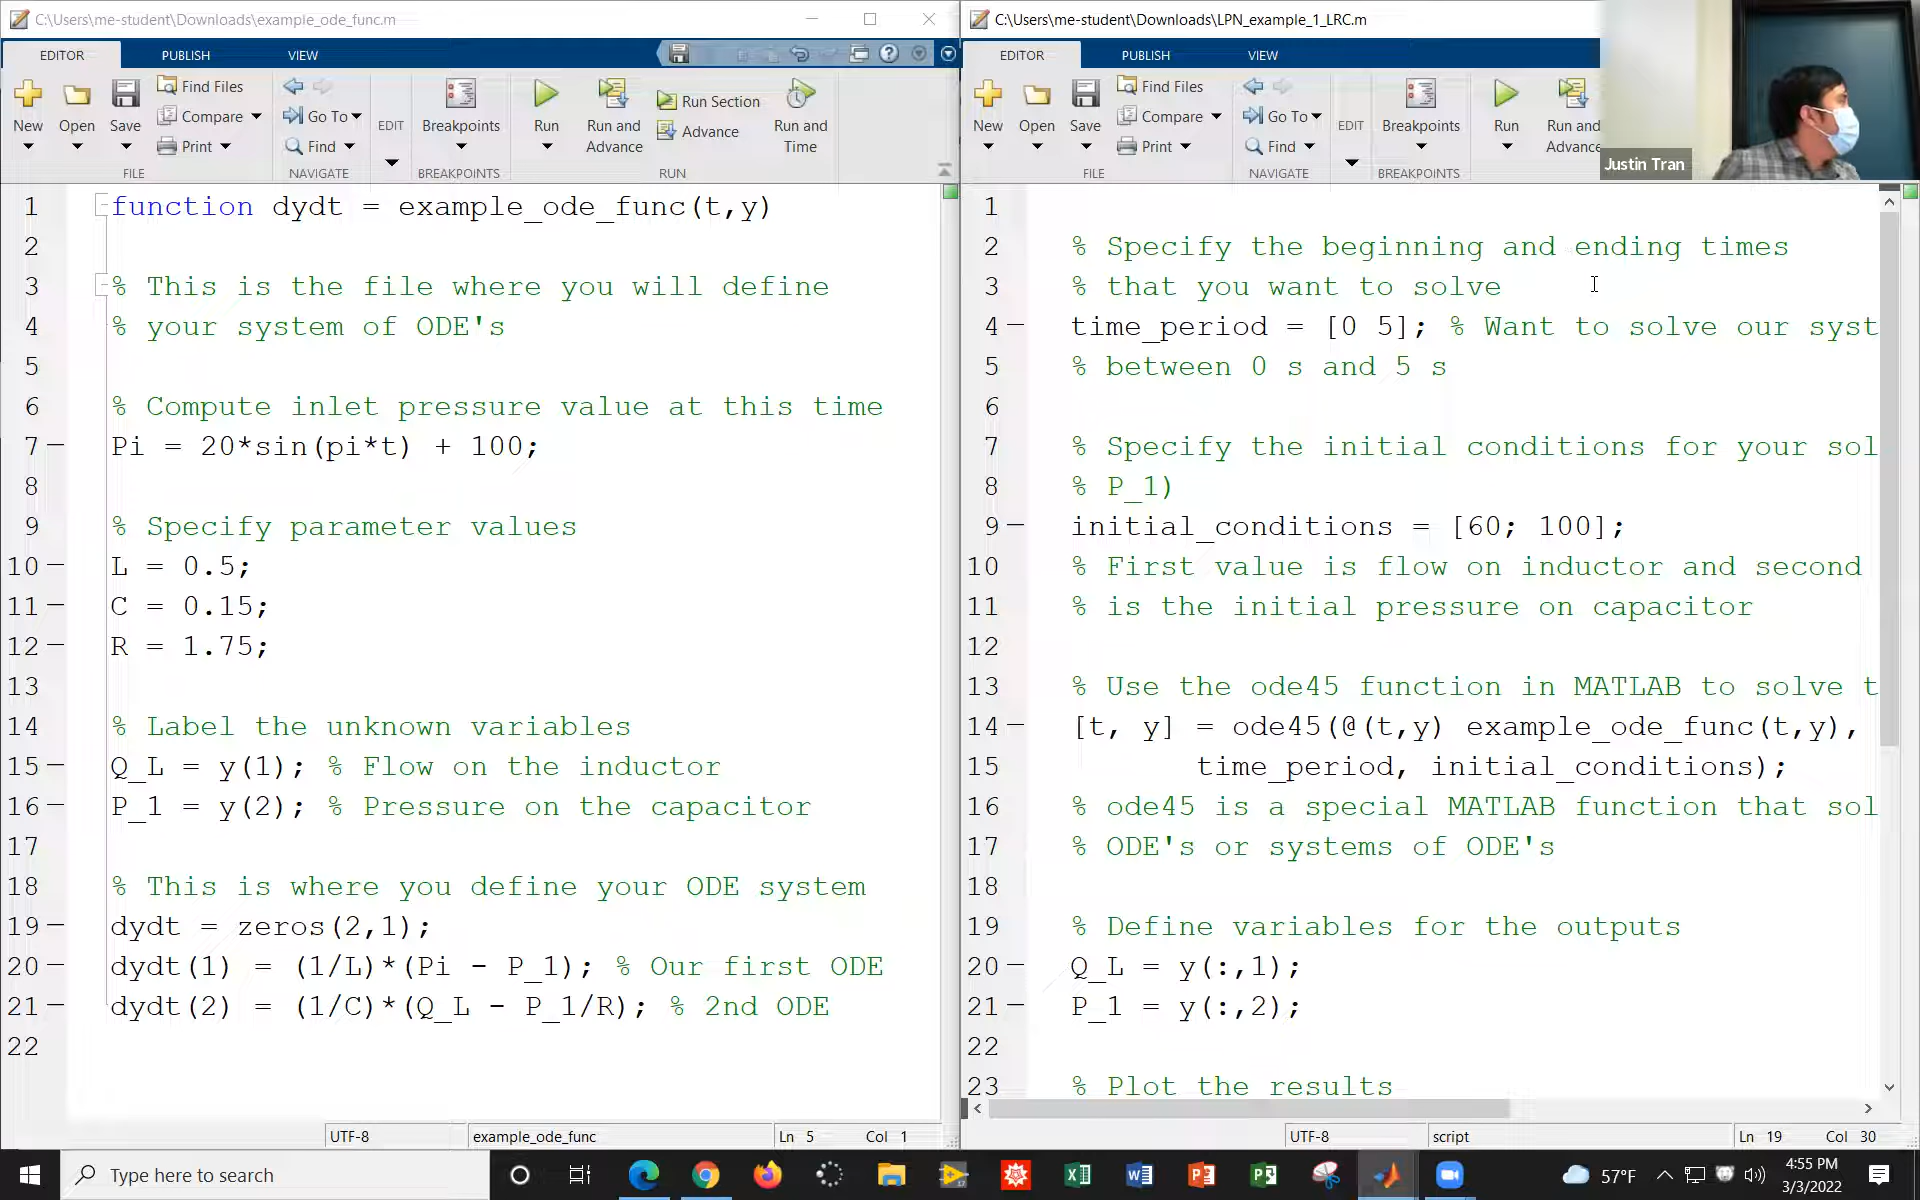 C:\Users\me-student\Downloads\example_ode_func.m
EDITOR PUBLISH VIEW
New Open Save Find Files Compare Print Go To Find EDIT Breakpoints Run Run and Advance Run Section Advance Run and Time
FILE NAVIGATE BREAKPOINTS RUN
1 function dydt = example_ode_func(t,y)
2
3 % This is the file where you will define
4 % your system of ODE's
5
6 % Compute inlet pressure value at this time
7 Pi = 20*sin(pi*t) + 100;
8
9 % Specify parameter values
10 L = 0.5;
11 C = 0.15;
12 R = 1.75;
13
14 % Label the unknown variables
15 Q_L = y(1); % Flow on the inductor
16 P_1 = y(2); % Pressure on the capacitor
17
18 % This is where you define your ODE system
19 dydt = zeros(2,1);
20 dydt(1) = (1/L)*(Pi - P_1); % Our first ODE
21 dydt(2) = (1/C)*(Q_L - P_1/R); % 2nd ODE
22
UTF-8 example_ode_func Ln 5 Col 1
C:\Users\me-student\Downloads\LPN_example_1_LRC.m
EDITOR PUBLISH VIEW
New Open Save Find Files Compare Print Go To Find EDIT Breakpoints Run Run and Advance
FILE NAVIGATE BREAKPOINTS
Justin Tran
1
2 % Specify the beginning and ending times
3 % that you want to solve
4 time_period = [0 5]; % Want to solve our syst
5 % between 0 s and 5 s
6
7 % Specify the initial conditions for your sol
8 % P_1)
9 initial_conditions = [60; 100];
10 % First value is flow on inductor and second
11 % is the initial pressure on capacitor
12
13 % Use the ode45 function in MATLAB to solve t
14 [t, y] = ode45(@(t,y) example_ode_func(t,y),
15 time_period, initial_conditions);
16 % ode45 is a special MATLAB function that sol
17 % ODE's or systems of ODE's
18
19 % Define variables for the outputs
20 Q_L = y(:,1);
21 P_1 = y(:,2);
22
23 % Plot the results
UTF-8 script Ln 19 Col 30
Type here to search
57°F
4:55 PM
3/3/2022